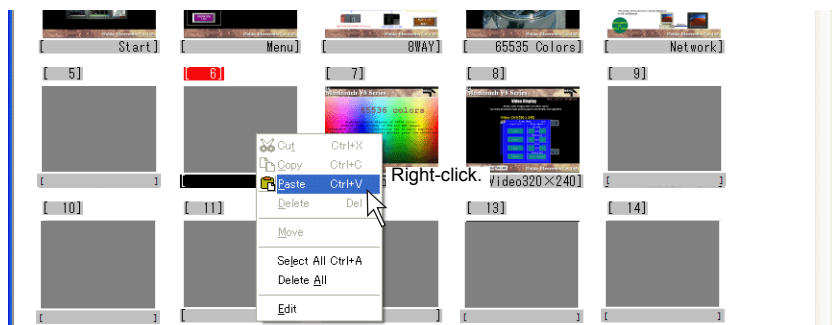 [ Start]
[ Menu]
[ 8WAY]
[ 65535 Colors]
[ Network]
[ 5]
[ 6]
[ 7]
[ 8]
[ 9]
65536 colors
Video Display
Cut Ctrl+X
Copy Ctrl+C
Paste Ctrl+V
Delete Del
Move
Select All Ctrl+A
Delete All
Edit
Right-click.
Video320×240]
[ ]
[ ]
[ 10]
[ 11]
[ 13]
[ 14]
[ ]
[ ]
[ ]
[ ]